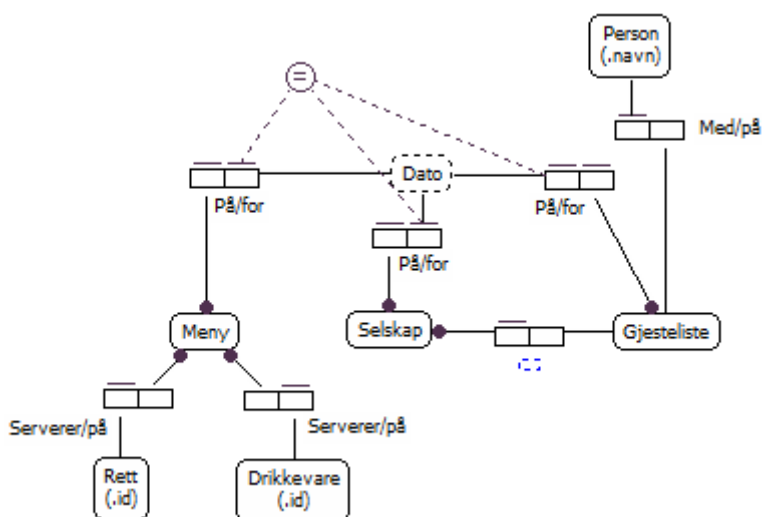 Person
(.navn)
=
Med/på
Dato
På/for
På/for
På/for
Meny
Selskap
Gjesteliste
Serverer/på
Serverer/på
Rett
(.id)
Drikkevare
(.id)